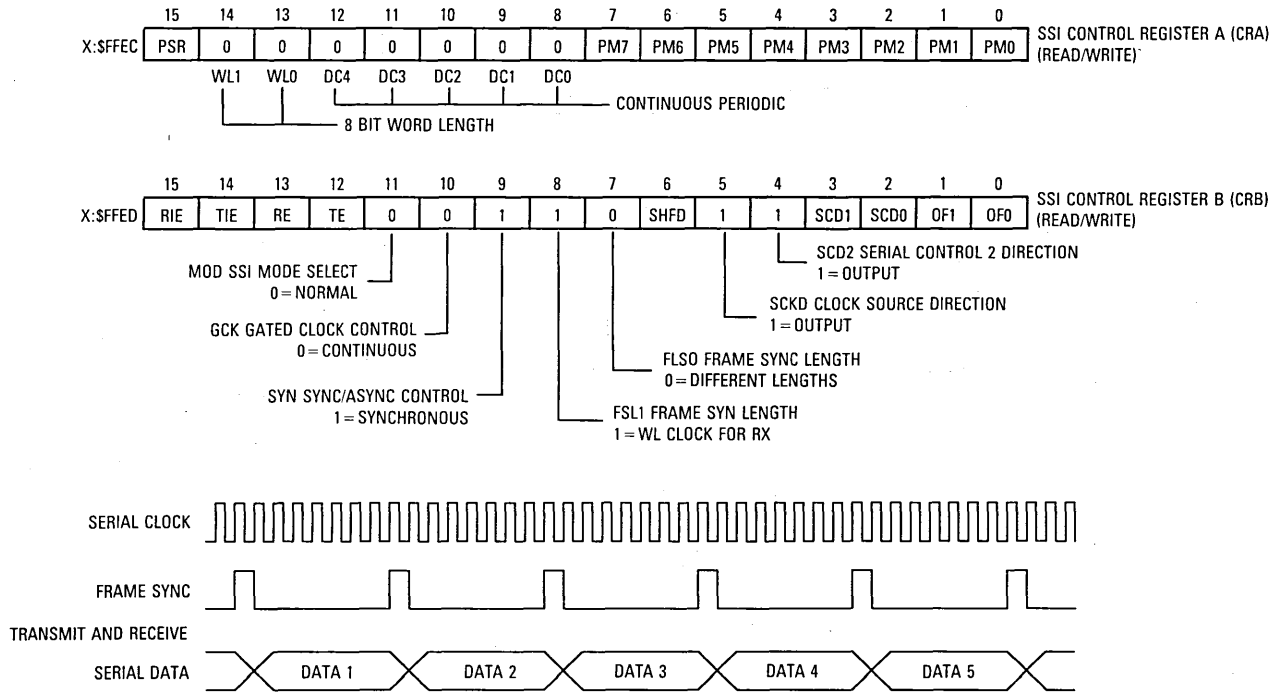 15 14 13 12 11 10 9 8 7 6 5 4 3 2 1 0
X:$FFEC PSR 0 0 0 0 0 0 0 PM7 PM6 PM5 PM4 PM3 PM2 PM1 PM0 SSI CONTROL REGISTER A (CRA)
(READ/WRITE)
WL1 WL0 DC4 DC3 DC2 DC1 DC0
CONTINUOUS PERIODIC
8 BIT WORD LENGTH
15 14 13 12 11 10 9 8 7 6 5 4 3 2 1 0
X:$FFED RIE TIE RE TE 0 0 1 1 0 SHFD 1 1 SCD1 SCD0 OF1 OF0 SSI CONTROL REGISTER B (CRB)
(READ/WRITE)
MOD SSI MODE SELECT
0 = NORMAL
GCK GATED CLOCK CONTROL
0 = CONTINUOUS
SYN SYNC/ASYNC CONTROL
1 = SYNCHRONOUS
SCD2 SERIAL CONTROL 2 DIRECTION
1 = OUTPUT
SCKD CLOCK SOURCE DIRECTION
1 = OUTPUT
FLSO FRAME SYNC LENGTH
0 = DIFFERENT LENGTHS
FSL1 FRAME SYN LENGTH
1 = WL CLOCK FOR RX
SERIAL CLOCK
FRAME SYNC
TRANSMIT AND RECEIVE
SERIAL DATA DATA 1 DATA 2 DATA 3 DATA 4 DATA 5